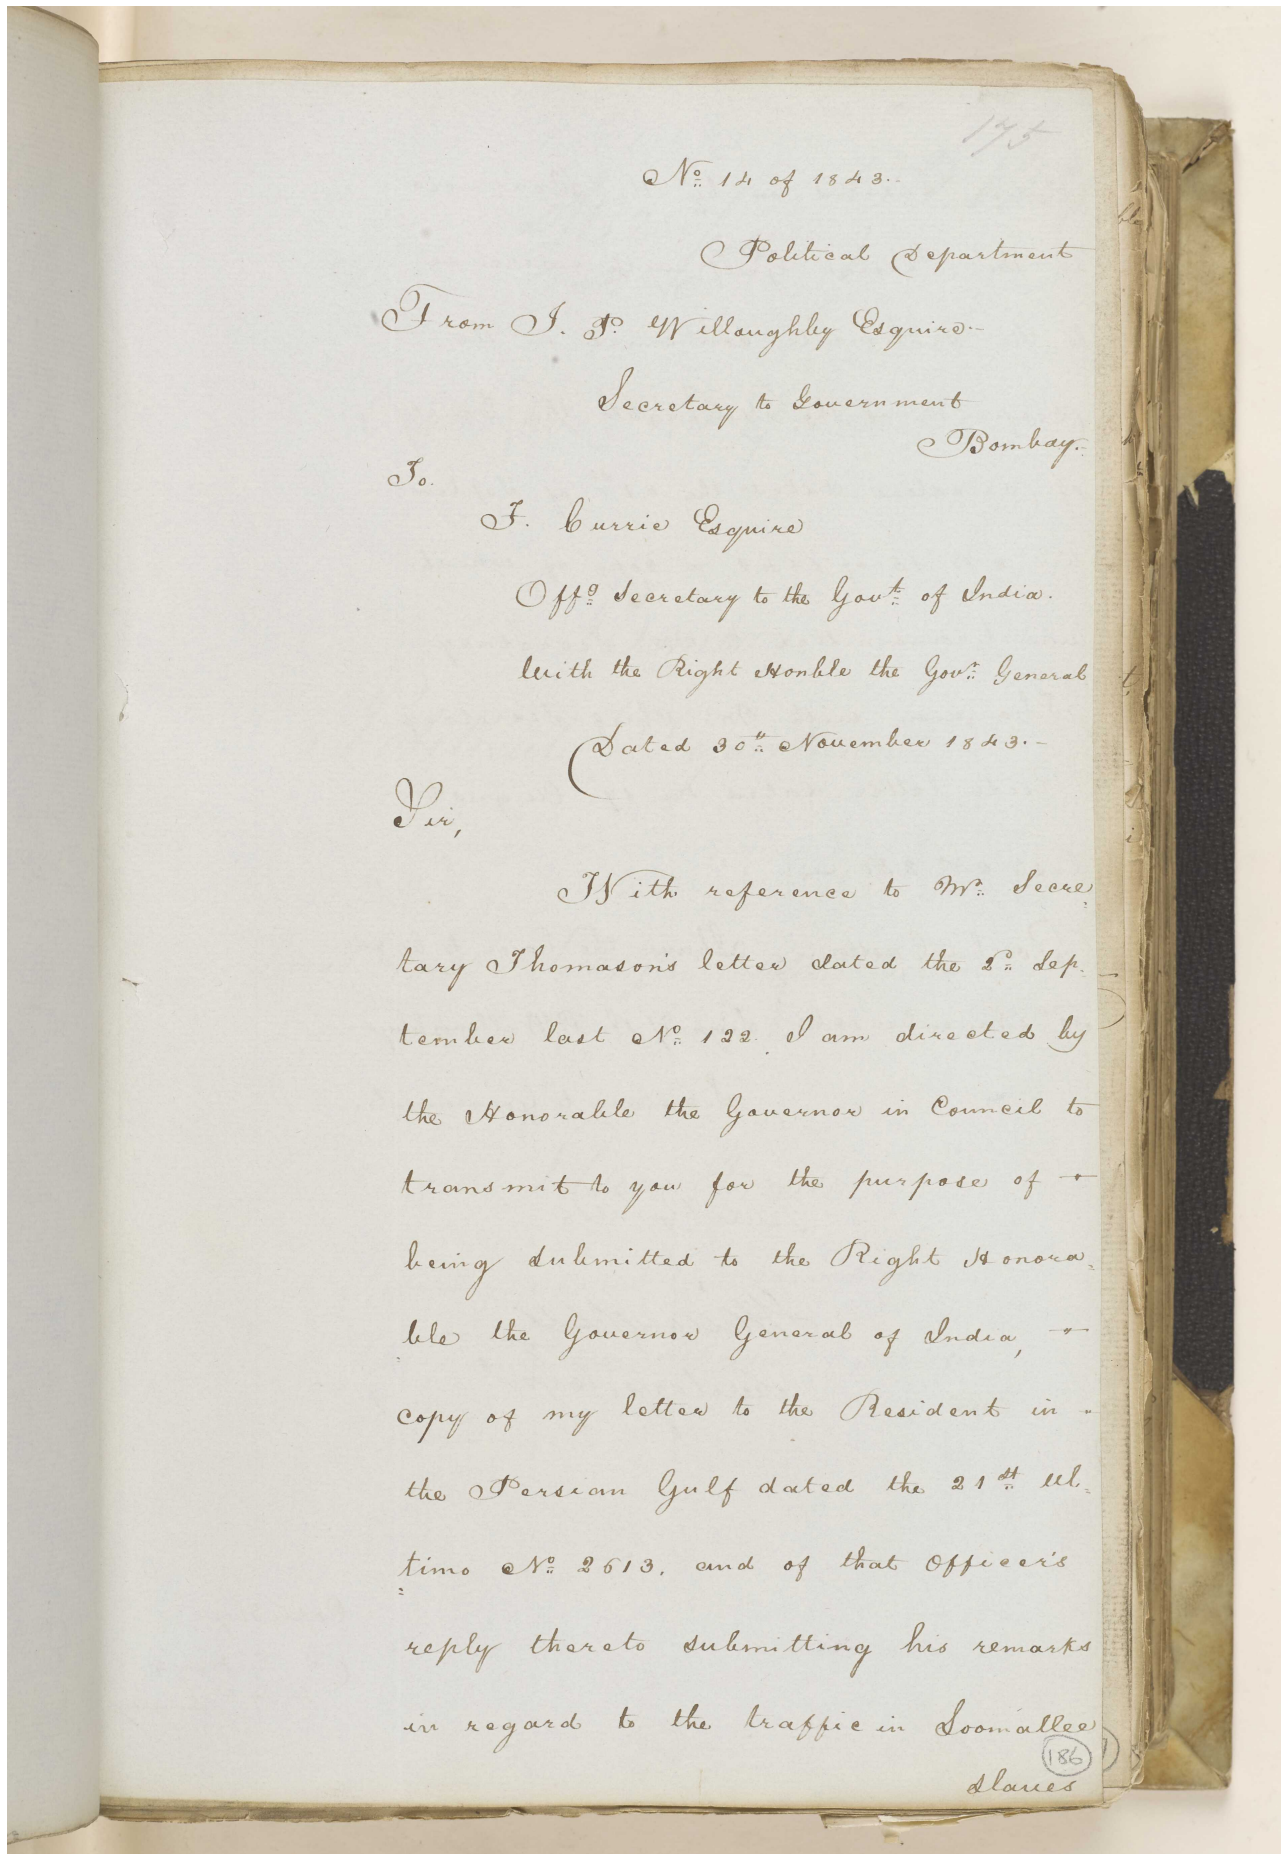 175
No. 14 of 1843.
Political Department
From J. P. Willoughby Esquire.
Secretary to Government
Bombay.
To.
F. Currie Esquire
Offg. Secretary to the Govt. of India.
With the Right Honble the Govr. General
Dated 30th November 1843.
Sir,
With reference to Mr. Secre
tary Thomason's letter dated the 2d. Sep-
tember last No. 122. I am directed by
the Honorable the Governor in Council to
transmit to you for the purpose of
being submitted to the Right Honora-
ble the Governor General of India,
copy of my letter to the Resident in
the Persian Gulf dated the 21st Ul-
timo No. 2613, and of that Officer's
reply thereto submitting his remarks
in regard to the traffic in Soomallee
186
slaves